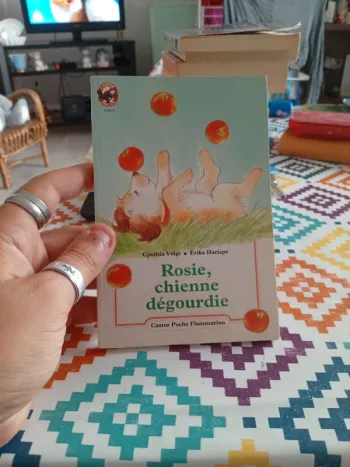 Cynthia Voigt • Erika Harispé
Rosie,
chienne
dégourdie
Castor Poche Flammarion